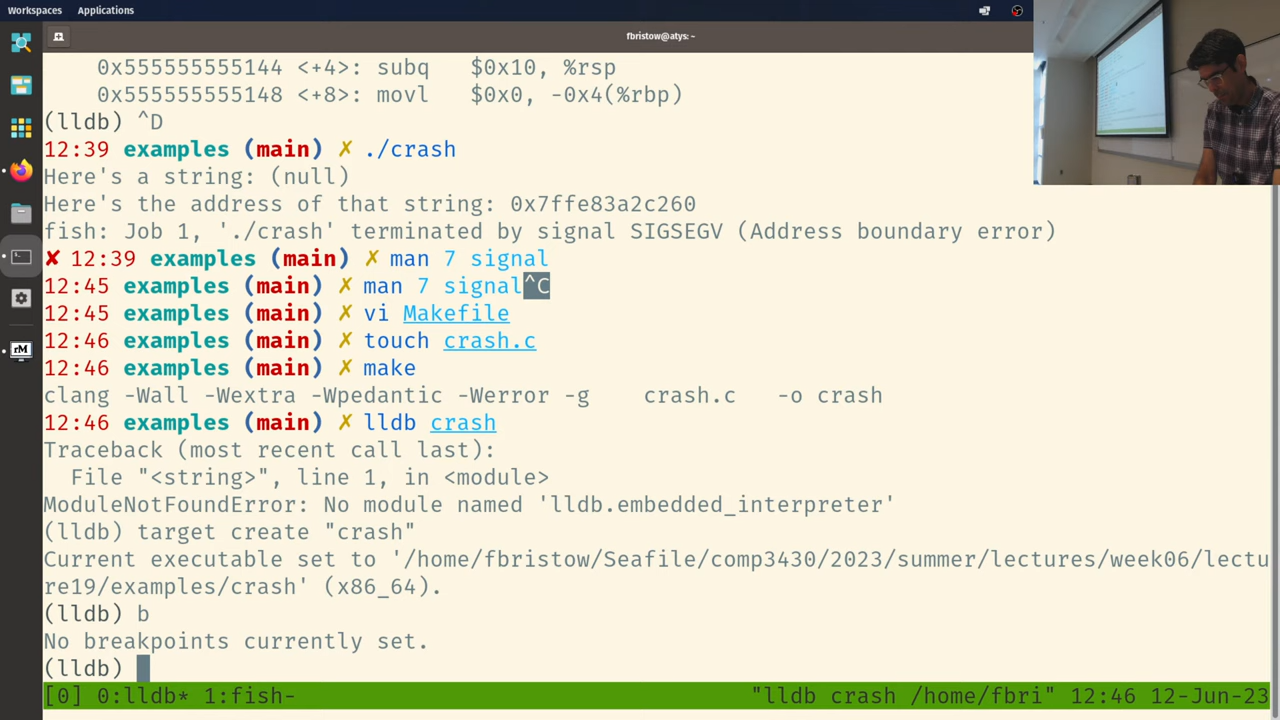 Workspaces Applications
fbristow@atys: ~
0x555555555144 <+4>: subq $0x10, %rsp
0x555555555148 <+8>: movl $0x0, -0x4(%rbp)
(lldb) ^D
12:39 examples (main) ✗ ./crash
Here's a string: (null)
Here's the address of that string: 0x7ffe83a2c260
fish: Job 1, './crash' terminated by signal SIGSEGV (Address boundary error)
✘ 12:39 examples (main) ✗ man 7 signal
12:45 examples (main) ✗ man 7 signal^C
12:45 examples (main) ✗ vi Makefile
12:46 examples (main) ✗ touch crash.c
12:46 examples (main) ✗ make
clang -Wall -Wextra -Wpedantic -Werror -g crash.c -o crash
12:46 examples (main) ✗ lldb crash
Traceback (most recent call last):
File "<string>", line 1, in <module>
ModuleNotFoundError: No module named 'lldb.embedded_interpreter'
(lldb) target create "crash"
Current executable set to '/home/fbristow/Seafile/comp3430/2023/summer/lectures/week06/lectu
re19/examples/crash' (x86_64).
(lldb) b
No breakpoints currently set.
(lldb)
[0] 0:lldb* 1:fish- "lldb crash /home/fbri" 12:46 12-Jun-23
rM